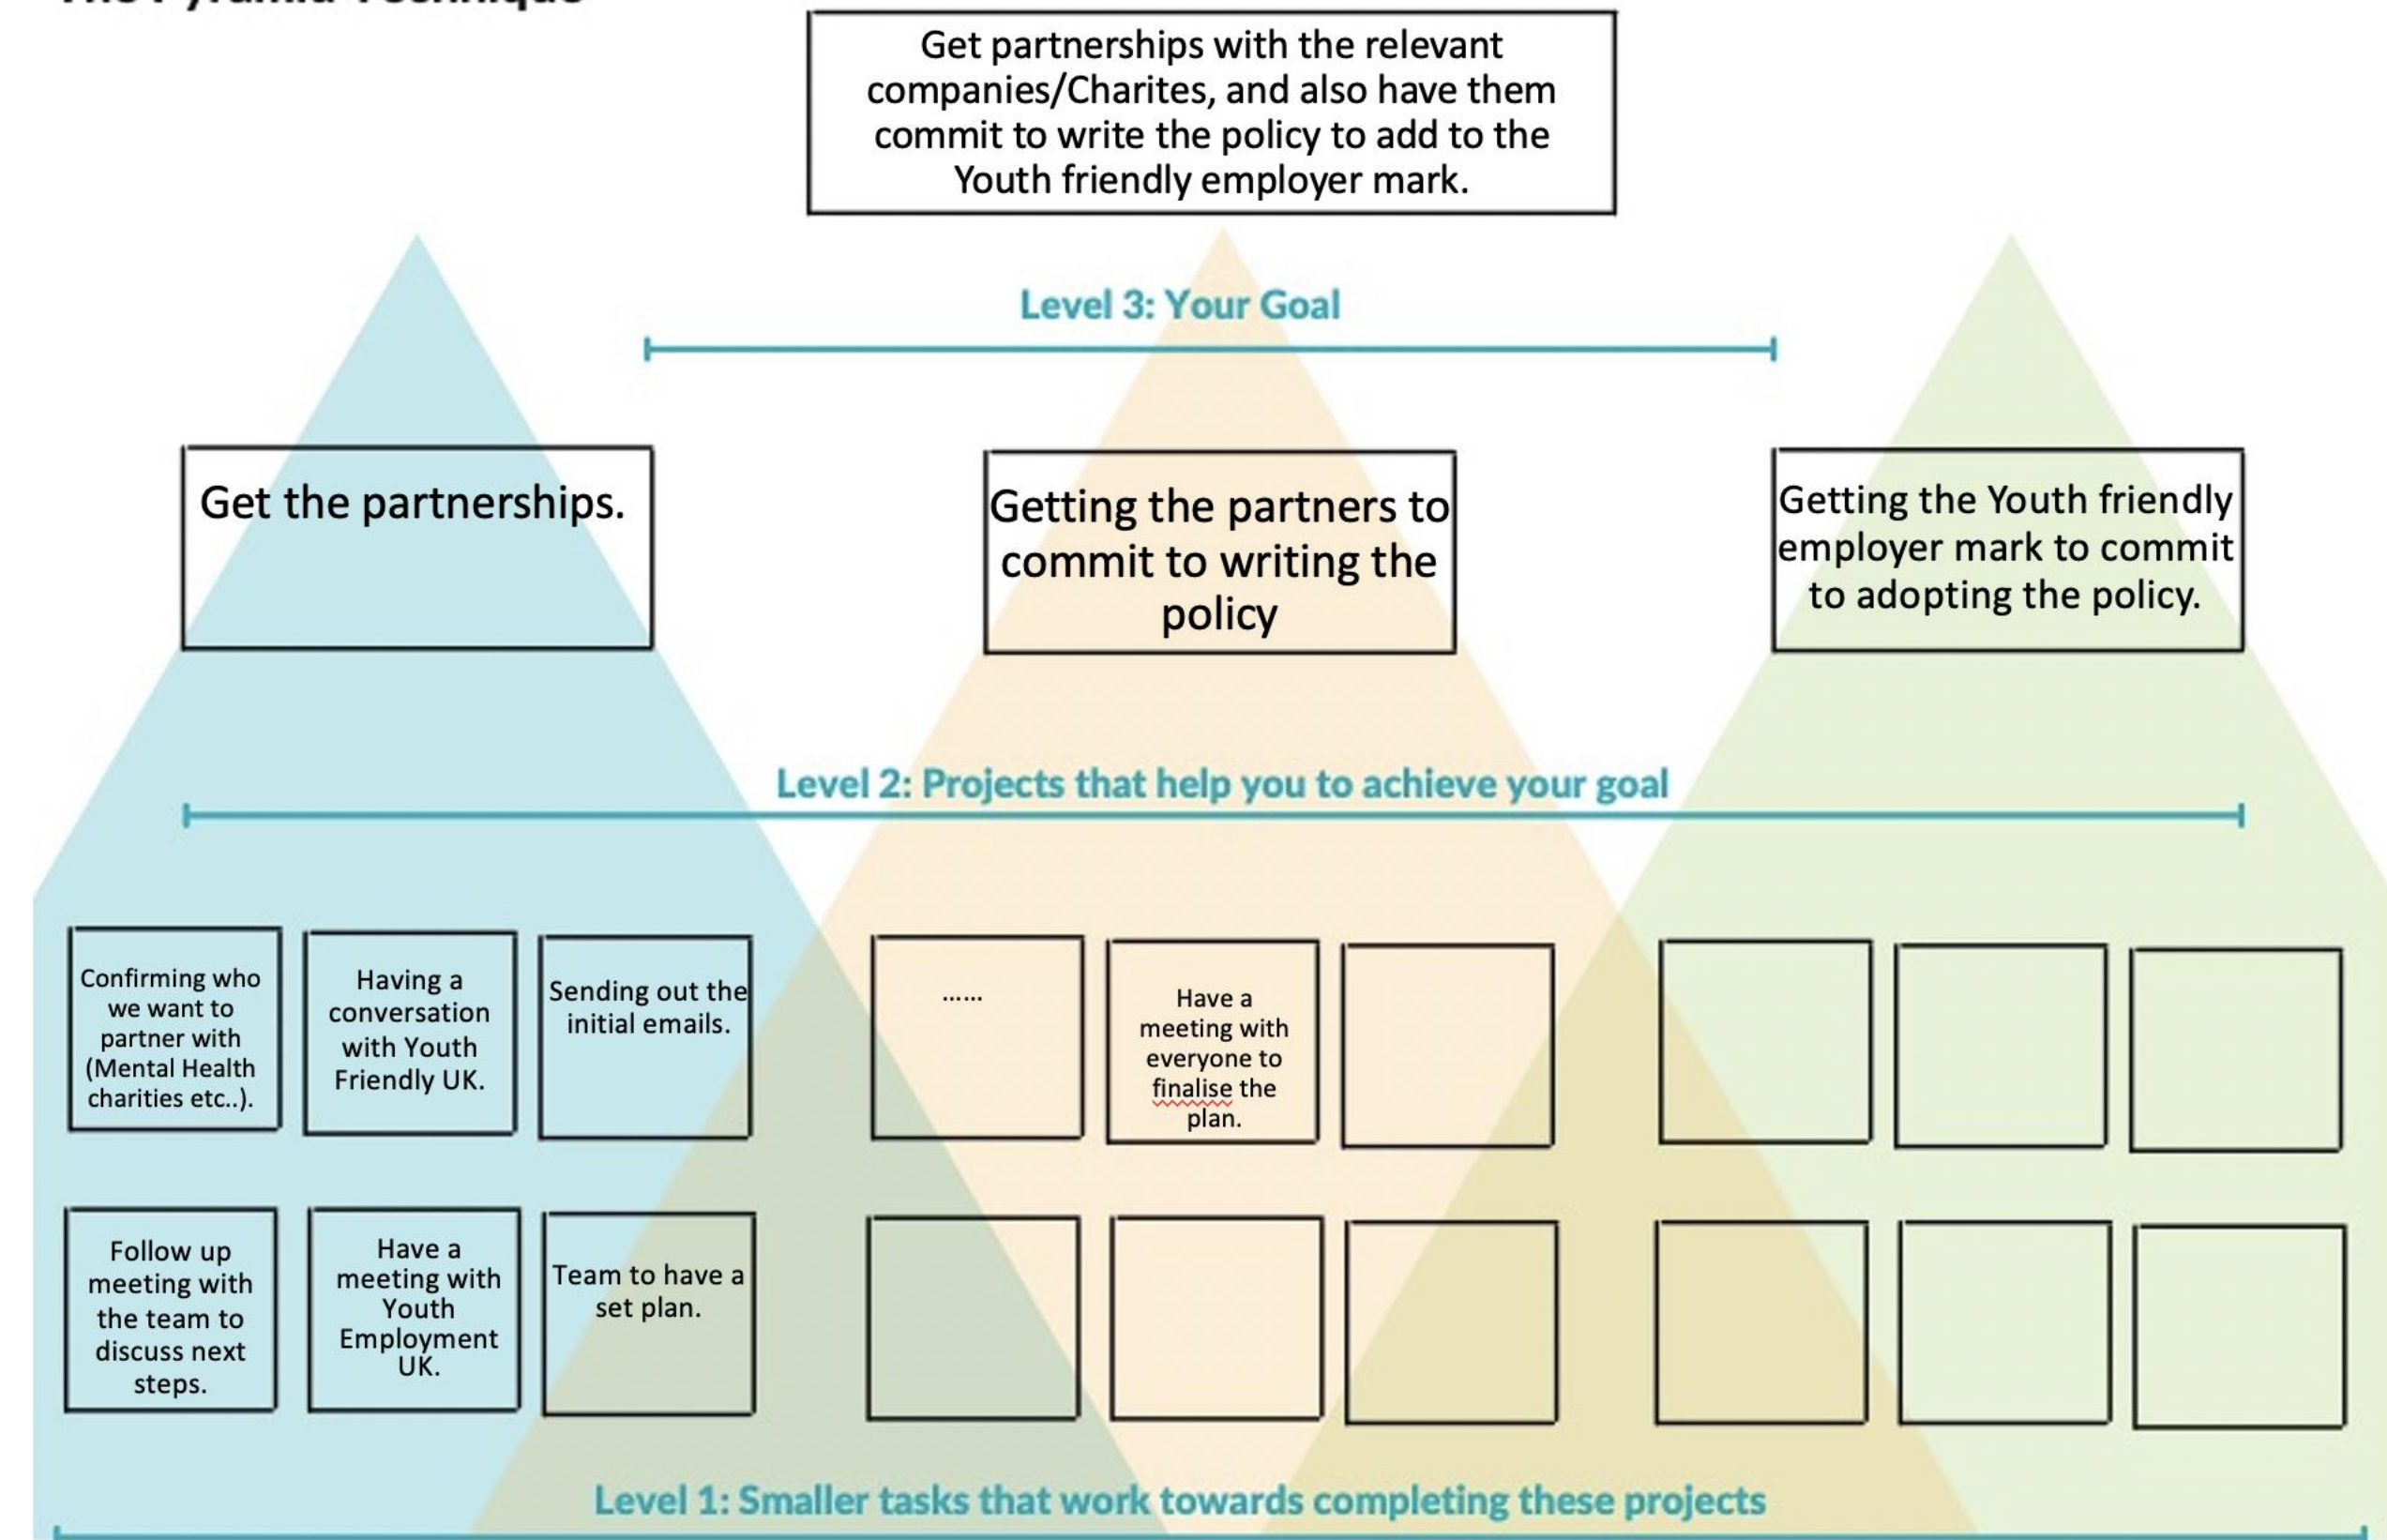 The Pyramid Technique
Get partnerships with the relevant
companies/Charites, and also have them
commit to write the policy to add to the
Youth friendly employer mark.
Level 3: Your Goal
Get the partnerships.
Getting the partners to
commit to writing the
policy
Getting the Youth friendly
employer mark to commit
to adopting the policy.
Level 2: Projects that help you to achieve your goal
Confirming who
we want to
partner with
(Mental Health
charities etc..).
Having a
conversation
with Youth
Friendly UK.
Sending out the
initial emails.
......
Have a
meeting with
everyone to
finalise the
plan.
Follow up
meeting with
the team to
discuss next
steps.
Have a
meeting with
Youth
Employment
UK.
Team to have a
set plan.
Level 1: Smaller tasks that work towards completing these projects